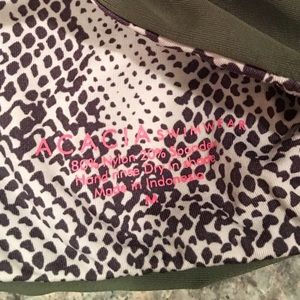 ACACIA SWIMWEAR
80% Nylon 20% Spandex
Hand rinse Dry in shade
Made in Indonesia
M